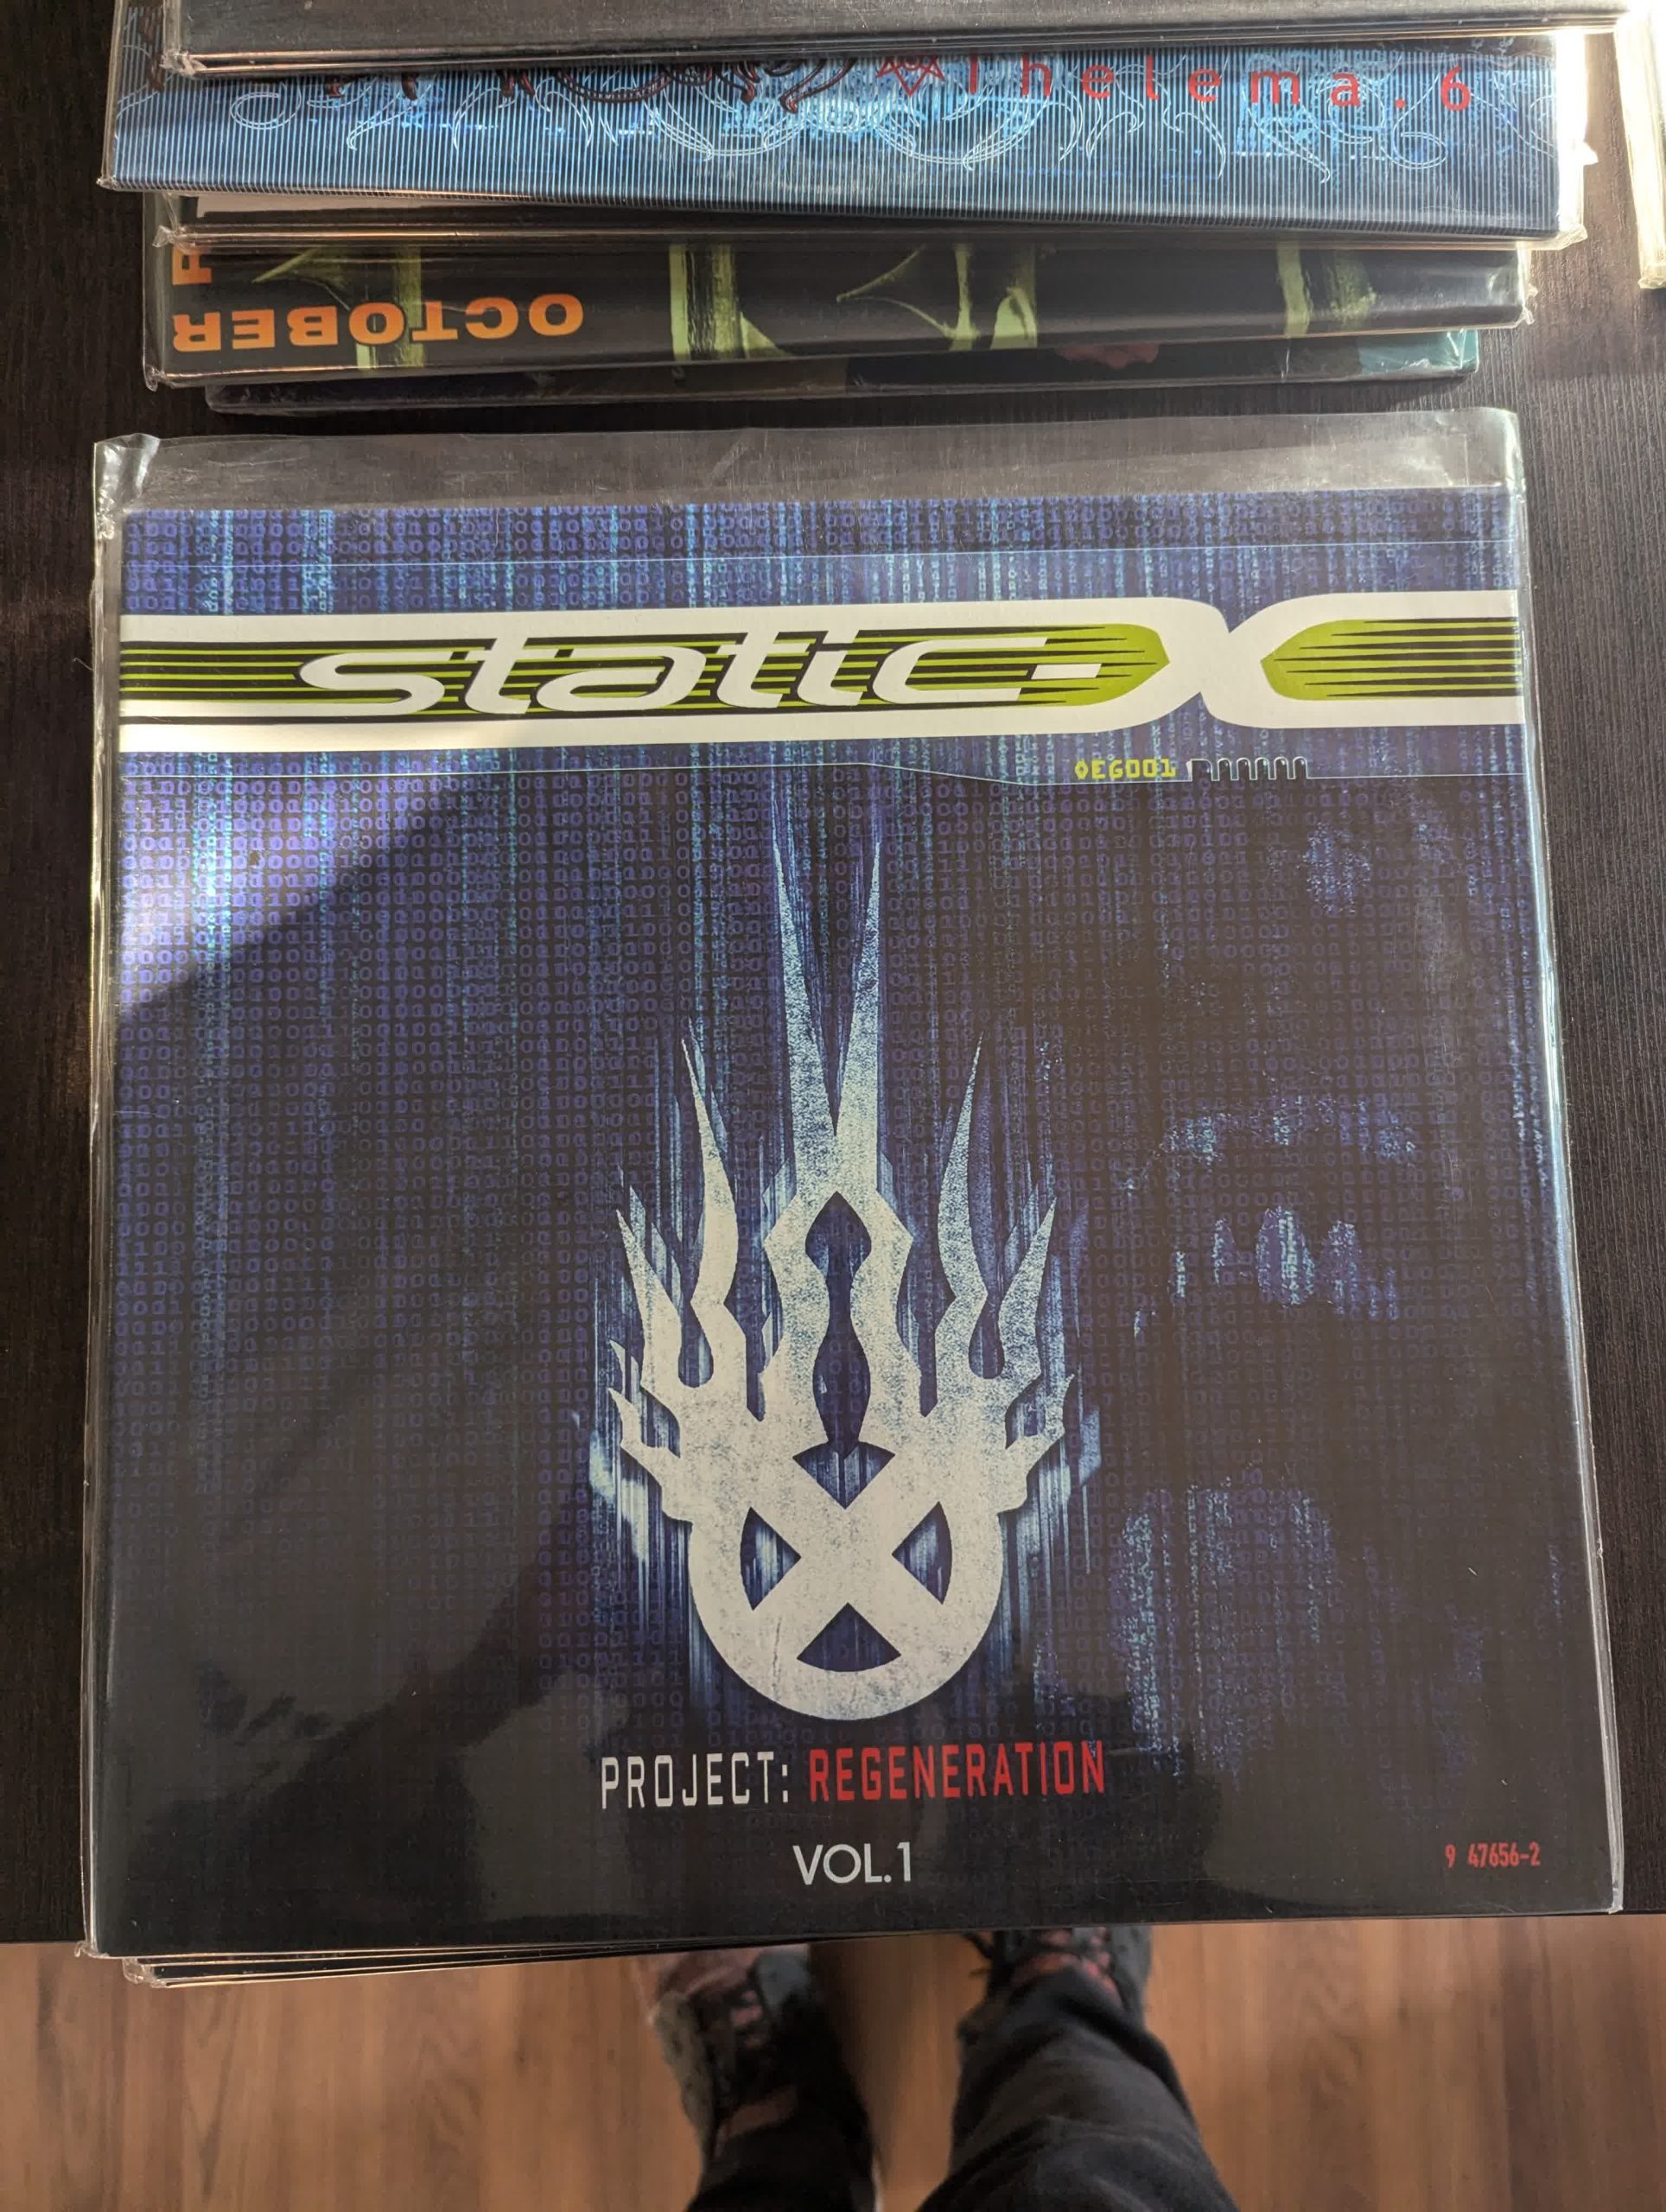 Thelema.6
OCTOBER
static-X
0EG001
PROJECT: REGENERATION
VOL.1
9 47656-2